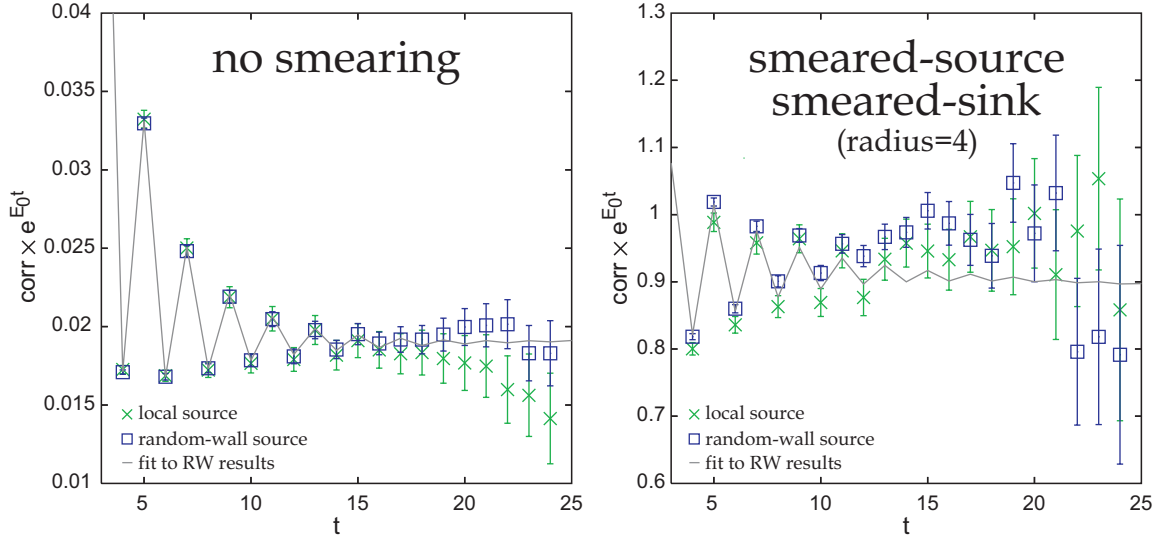 no smearing
0.04
0.035
0.03
0.025
0.02
0.015
0.01
corr × e^E₀t
× local source
□ random-wall source
– fit to RW results
5 10 15 20 25
t
smeared-source
smeared-sink
(radius=4)
1.3
1.2
1.1
1
0.9
0.8
0.7
0.6
corr × e^E₀t
× local source
□ random-wall source
– fit to RW results
5 10 15 20 25
t